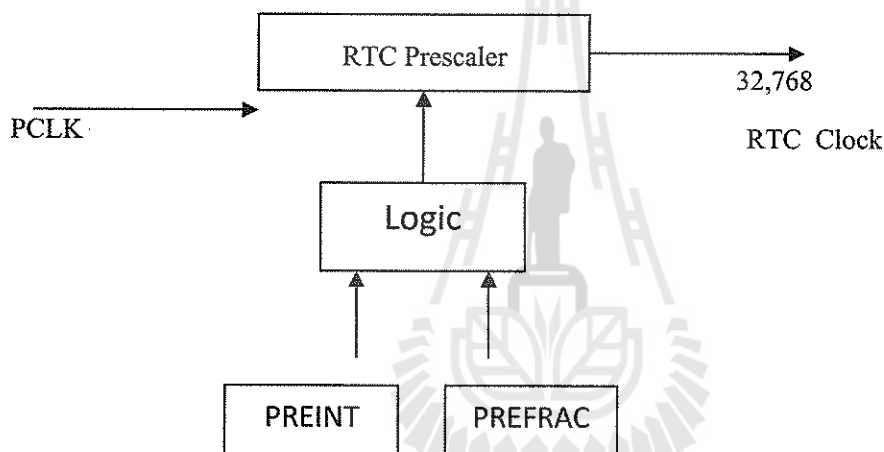 RTC Prescaler
32,768
PCLK
RTC Clock
Logic
PREINT
PREFRAC